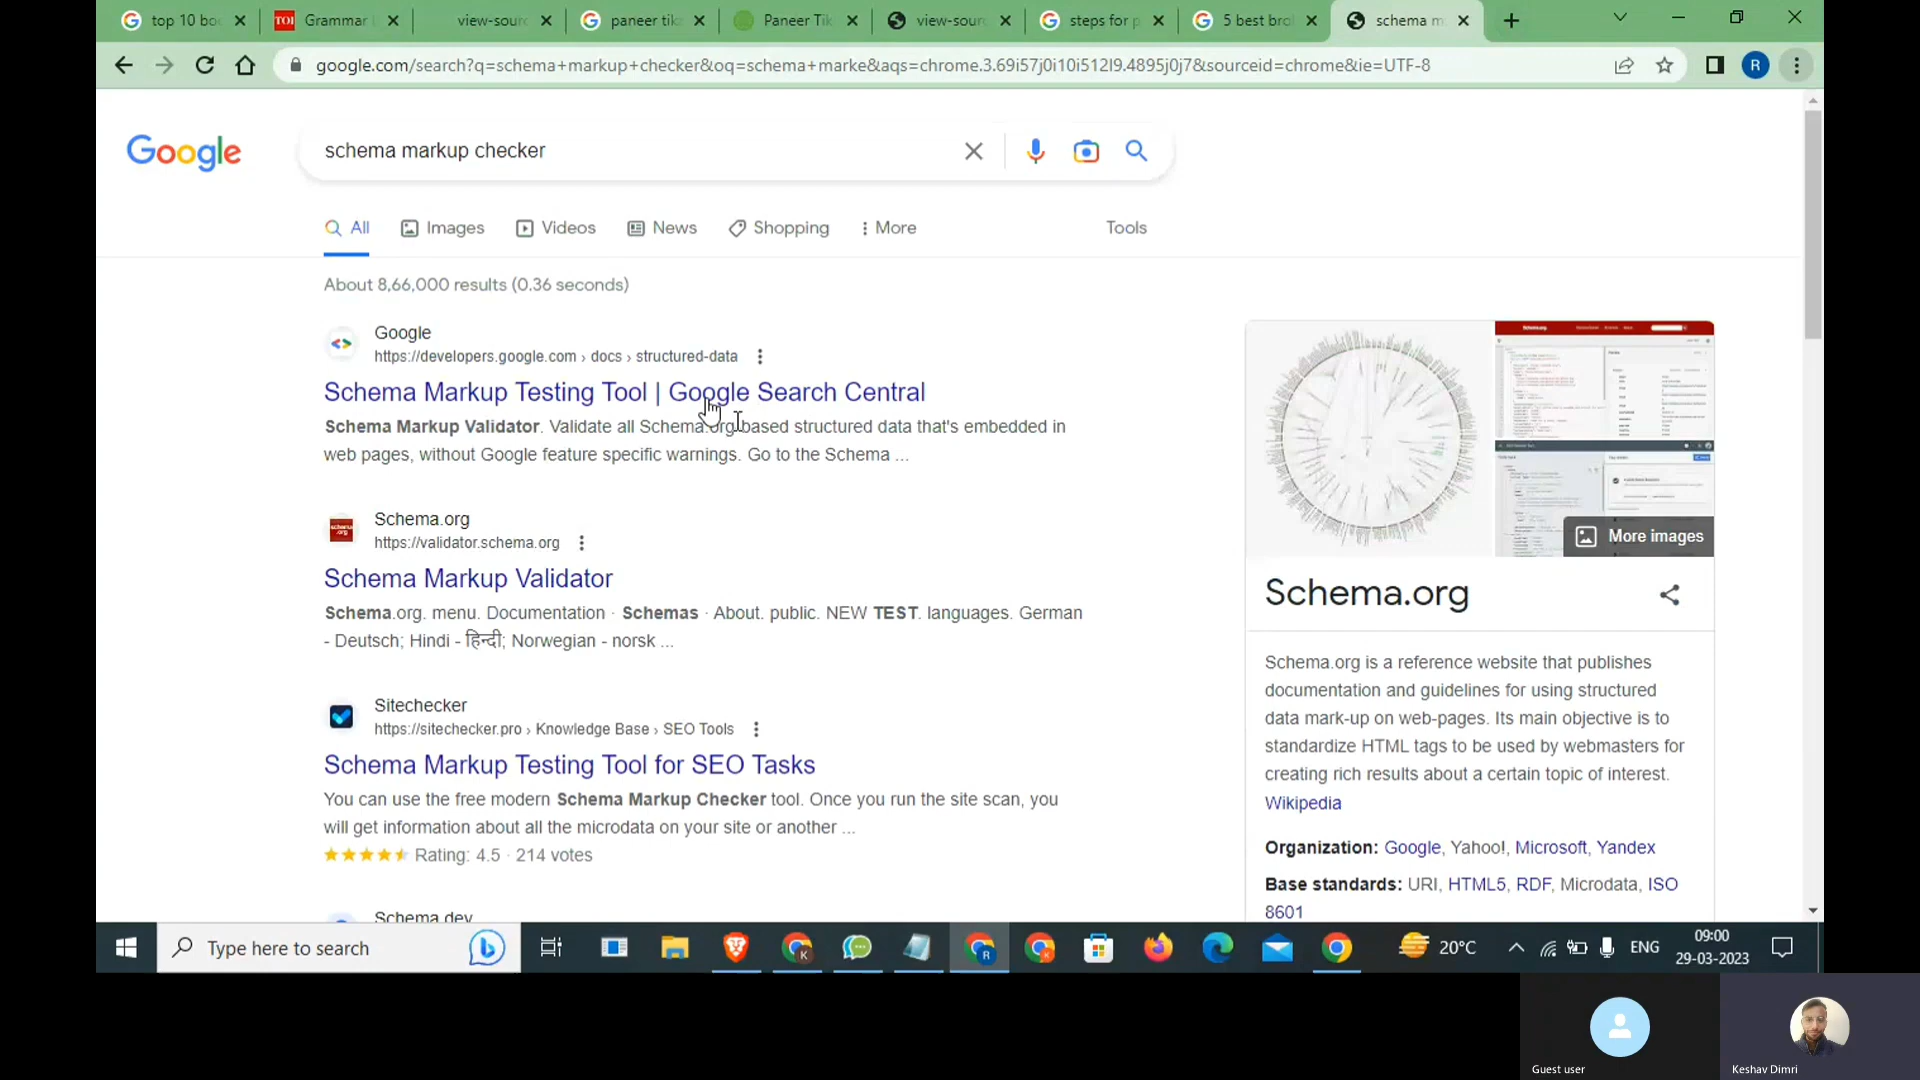 top 10 boo
Grammar
view-sourc
paneer tik
Paneer Tik
view-sourc
steps for p
5 best bro
schema m
google.com/search?q=schema+markup+checker&oq=schema+marke&aqs=chrome.3.69i57j0i10i512l9.4895j0j7&sourceid=chrome&ie=UTF-8
R
Google
schema markup checker
All
Images
Videos
News
Shopping
More
Tools
About 8,66,000 results (0.36 seconds)
Google
https://developers.google.com › docs › structured-data
Schema Markup Testing Tool | Google Search Central
Schema Markup Validator. Validate all Schema.org-based structured data that's embedded in
web pages, without Google feature specific warnings. Go to the Schema ...
Schema.org
https://validator.schema.org
Schema Markup Validator
Schema.org. menu. Documentation · Schemas · About. public. NEW TEST. languages. German
- Deutsch; Hindi - हिन्दी; Norwegian - norsk ...
Sitechecker
https://sitechecker.pro › Knowledge Base › SEO Tools
Schema Markup Testing Tool for SEO Tasks
You can use the free modern Schema Markup Checker tool. Once you run the site scan, you
will get information about all the microdata on your site or another ...
Rating: 4.5 · 214 votes
Schema.dev
More images
Schema.org
Schema.org is a reference website that publishes
documentation and guidelines for using structured
data mark-up on web-pages. Its main objective is to
standardize HTML tags to be used by webmasters for
creating rich results about a certain topic of interest.
Wikipedia
Organization: Google, Yahoo!, Microsoft, Yandex
Base standards: URI, HTML5, RDF, Microdata, ISO
8601
Type here to search
20°C
ENG
09:00
29-03-2023
Guest user
Keshav Dimri